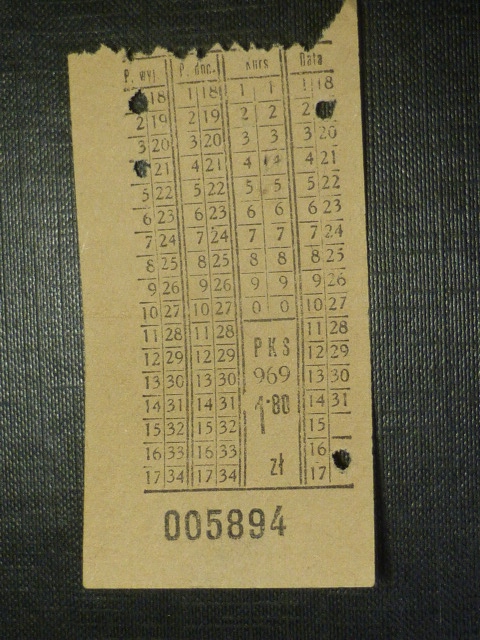 P. wyj. P. doc. Kurs Data
18 1 18 1 1 1 18
2 19 2 19 2 2 2
3 20 3 20 3 3 3 20
21 4 21 4 4 4 21
5 22 5 22 5 5 5 22
6 23 6 23 6 6 6 23
7 24 7 24 7 7 7 24
8 25 8 25 8 8 8 25
9 26 9 26 9 9 9 26
10 27 10 27 0 0 10 27
11 28 11 28 11 28
12 29 12 29 PKS 12 29
13 30 13 30 969 13 30
14 31 14 31 1·80 14 31
15 32 15 32 15
16 33 16 33 zł 16
17 34 17 34 17
005894